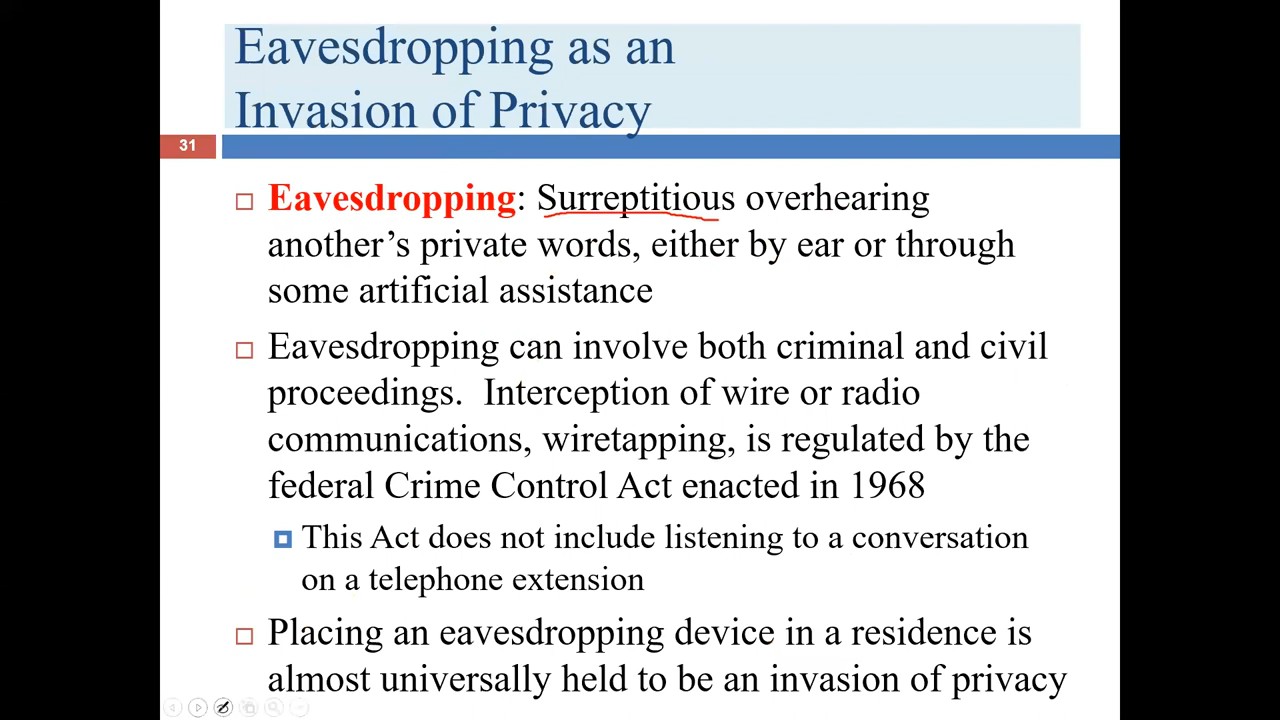 Eavesdropping as an
Invasion of Privacy
31
Eavesdropping: Surreptitious overhearing
another's private words, either by ear or through
some artificial assistance
Eavesdropping can involve both criminal and civil
proceedings.  Interception of wire or radio
communications, wiretapping, is regulated by the
federal Crime Control Act enacted in 1968
This Act does not include listening to a conversation
on a telephone extension
Placing an eavesdropping device in a residence is
almost universally held to be an invasion of privacy